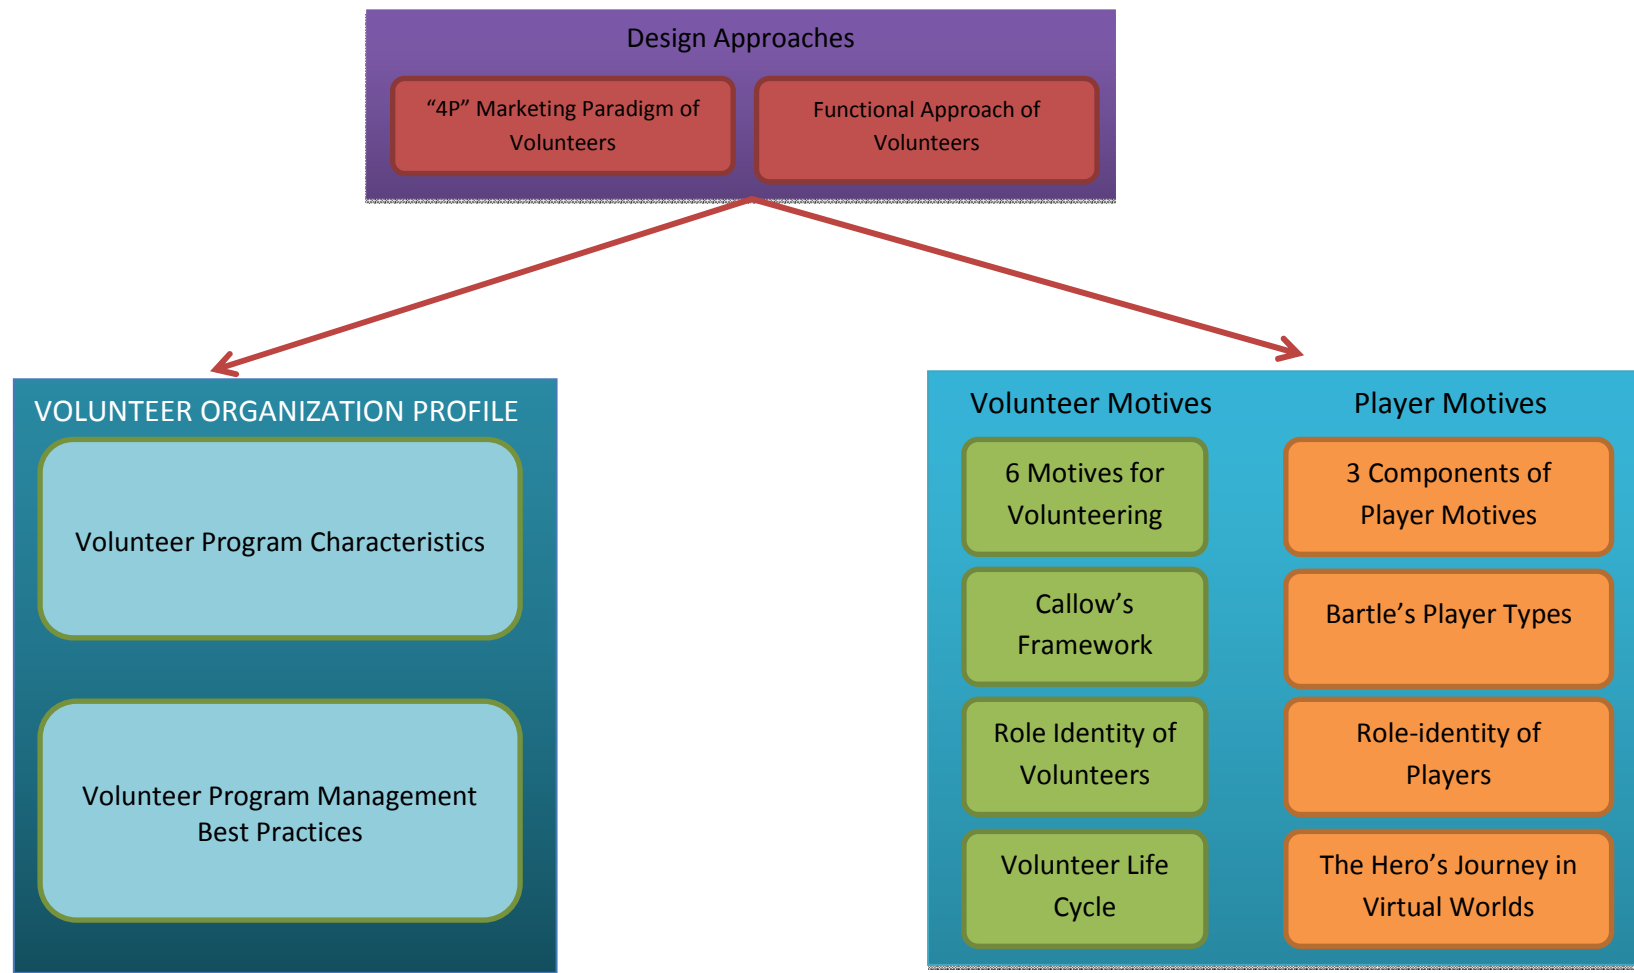 Design Approaches
“4P” Marketing Paradigm of
Volunteers
Functional Approach of
Volunteers
VOLUNTEER ORGANIZATION PROFILE
Volunteer Program Characteristics
Volunteer Program Management
Best Practices
Volunteer Motives
6 Motives for
Volunteering
Callow’s
Framework
Role Identity of
Volunteers
Volunteer Life
Cycle
Player Motives
3 Components of
Player Motives
Bartle’s Player Types
Role-identity of
Players
The Hero’s Journey in
Virtual Worlds